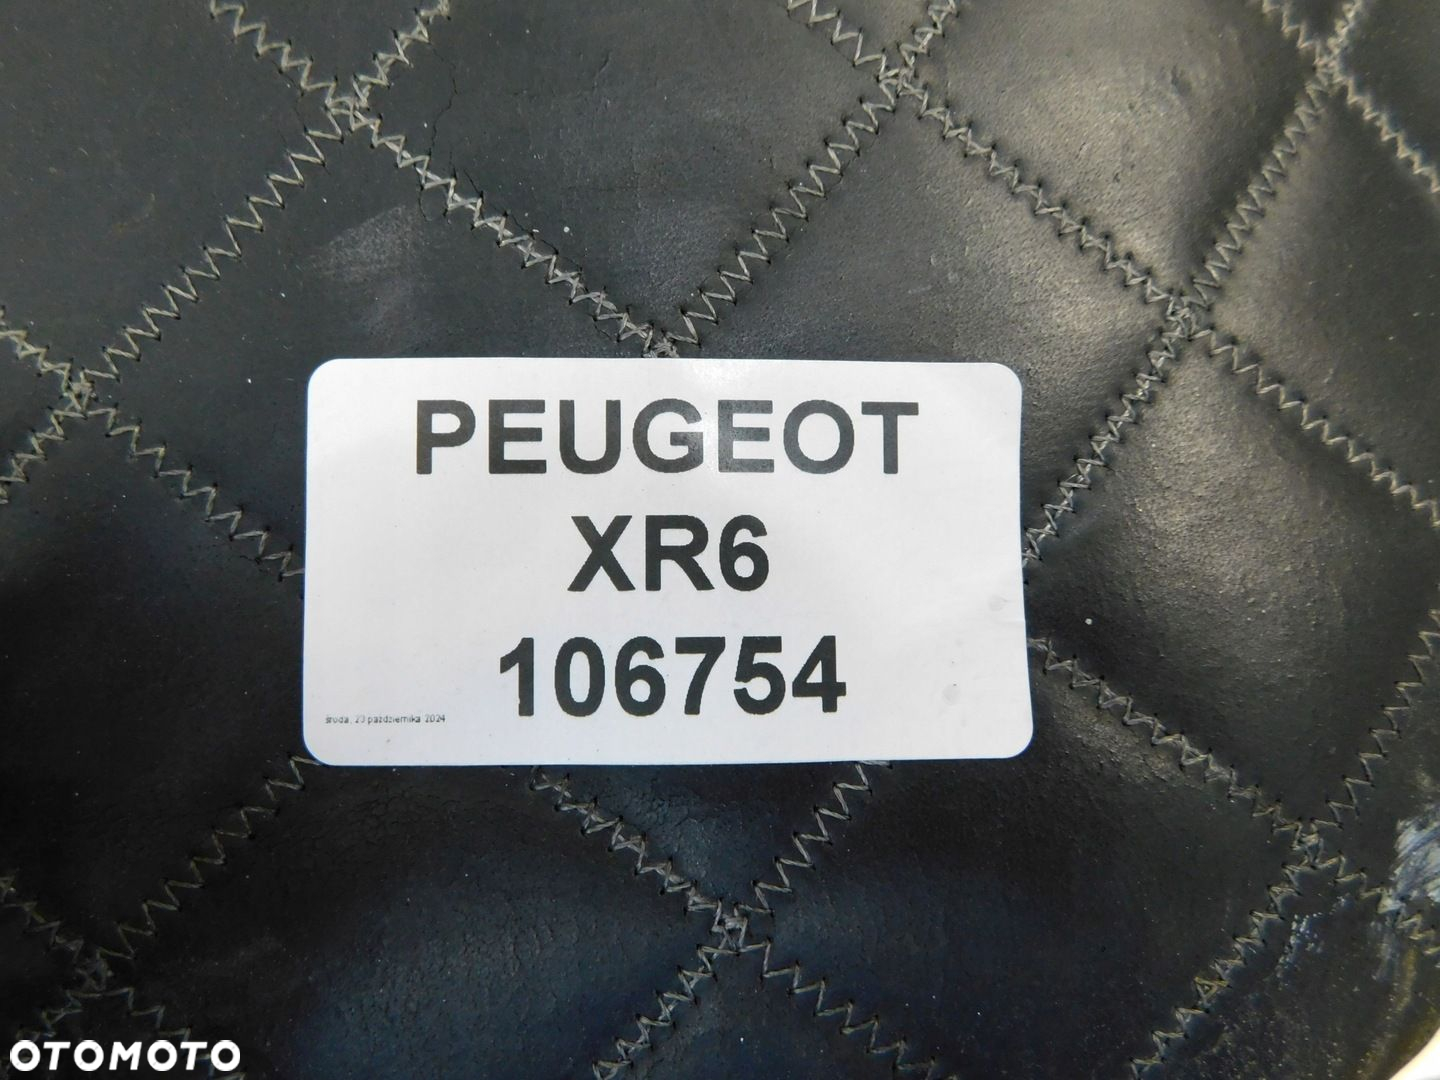 PEUGEOT
XR6
106754
środa, 23 października 2024
OTOMOTO